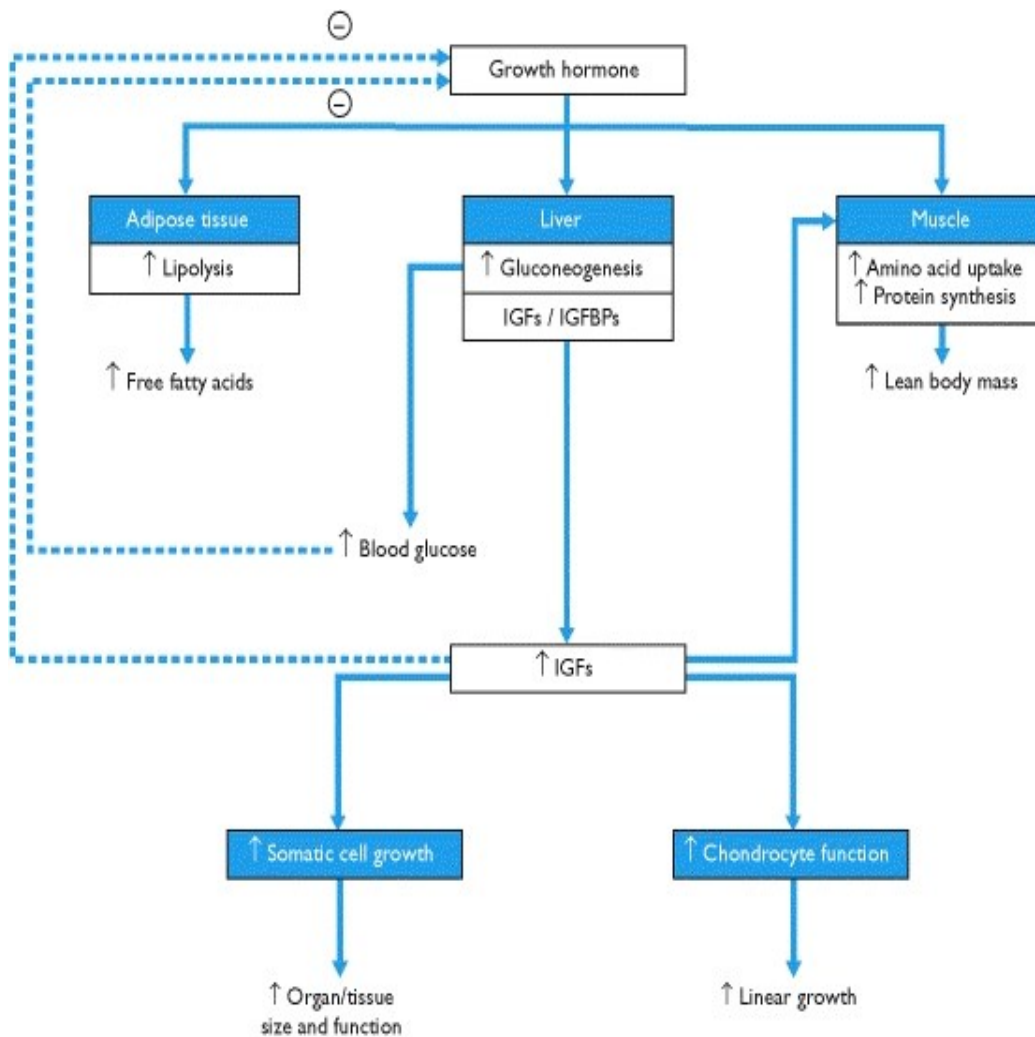 ⊖
Growth hormone
⊖
Adipose tissue
↑ Lipolysis
↑ Free fatty acids
Liver
↑ Gluconeogenesis
IGFs / IGFBPs
Muscle
↑ Amino acid uptake
↑ Protein synthesis
↑ Lean body mass
↑ Blood glucose
↑ IGFs
↑ Somatic cell growth
↑ Chondrocyte function
↑ Organ/tissue
size and function
↑ Linear growth